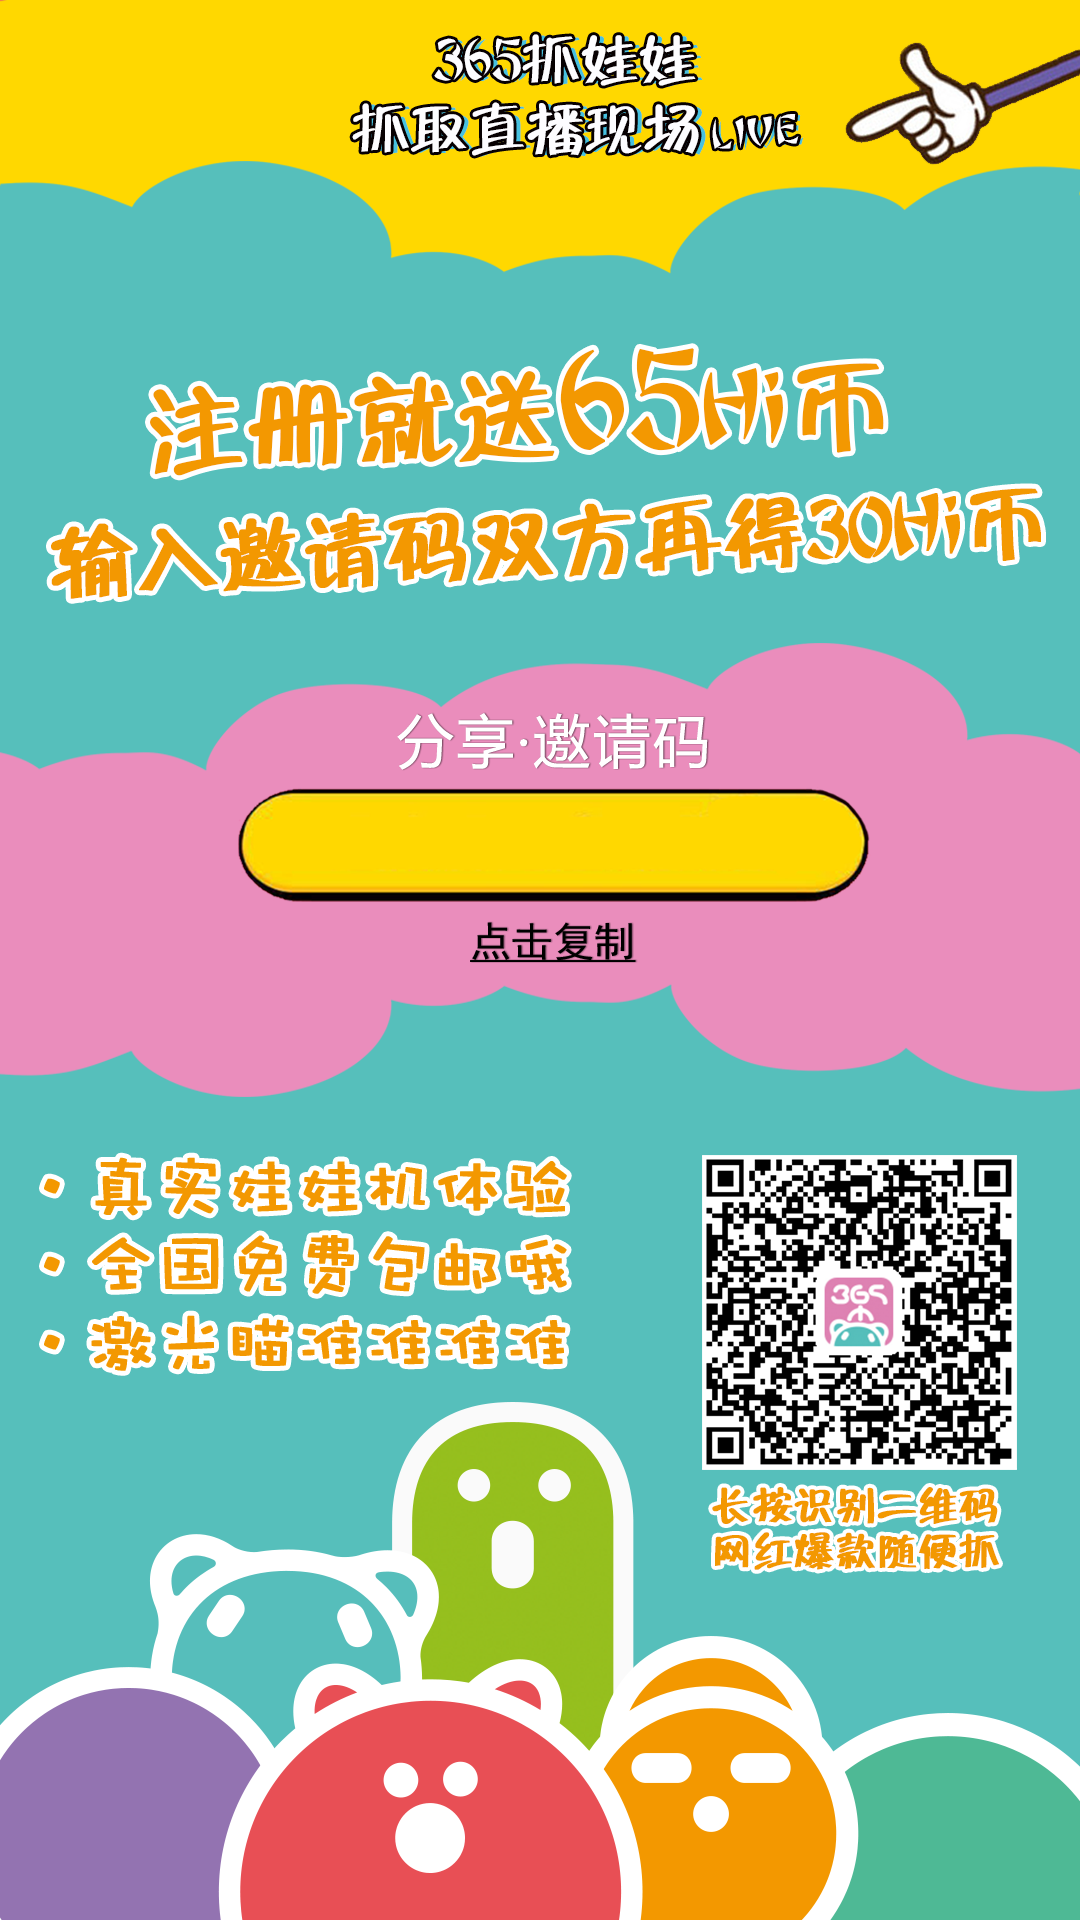 365抓娃娃
抓取直播现场LIVE
注册就送65Hi币
输入邀请码双方再得30Hi币
分享·邀请码
点击复制
· 真实娃娃机体验
· 全国免费包邮哦
· 激光瞄准准准准
365
长按识别二维码
网红爆款随便抓